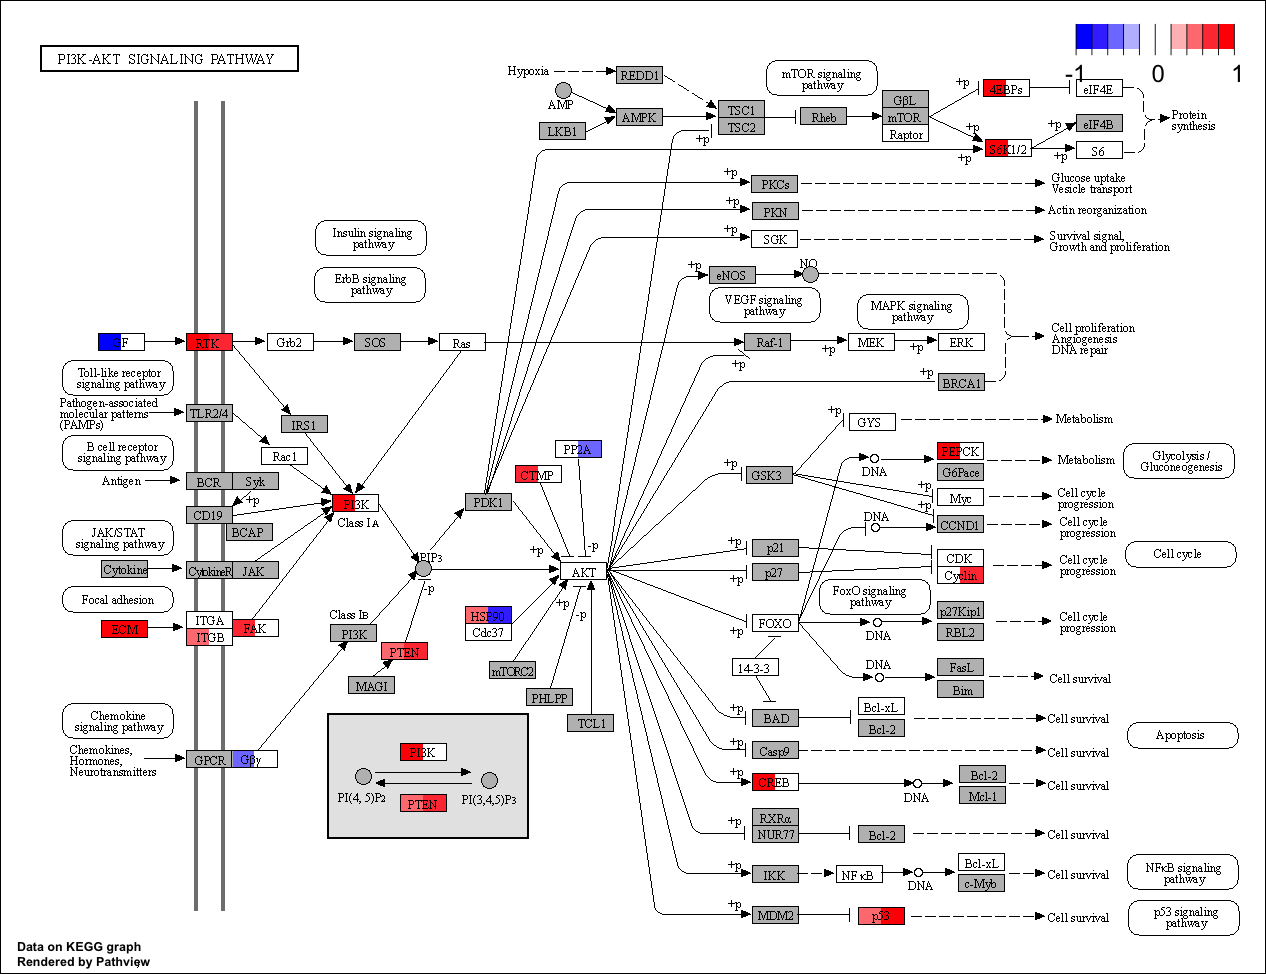 PI3K-AKT SIGNALING PATHWAY
-1
0
1
Hypoxia
REDD1
mTOR signaling
pathway
+p
4EBPs
eIF4E
AMP
TSC1
GβL
LKB1
AMPK
TSC2
Rheb
mTOR
Raptor
+p
+p
eIF4B
Protein
synthesis
+p
+p
S6K1/2
+p
S6
+p
PKCs
Glucose uptake
Vesicle transport
+p
PKN
Actin reorganization
+p
SGK
Survival signal,
Growth and proliferation
Insulin signaling
pathway
ErbB signaling
pathway
+p
eNOS
NO
VEGF signaling
pathway
MAPK signaling
pathway
GF
RTK
Grb2
SOS
Ras
Raf-1
+p
MEK
+p
ERK
+p
Cell proliferation
Angiogenesis
DNA repair
+p
BRCA1
Toll-like receptor
signaling pathway
Pathogen-associated
molecular patterns
(PAMPs)
TLR2/4
IRS1
Rac1
B cell receptor
signaling pathway
Antigen
BCR
Syk
+p
CD19
BCAP
PI3K
Class IA
PDK1
CTMP
PP2A
+p
-p
+p
GYS
Metabolism
+p
GSK3
PEPCK
G6Pace
DNA
Metabolism
Glycolysis /
Gluconeogenesis
+p
Myc
Cell cycle
progression
+p
CCND1
DNA
Cell cycle
progression
JAK/STAT
signaling pathway
Cytokine
CytokineR
JAK
PIP3
-p
AKT
+p
p21
+p
p27
CDK
Cyclin
Cell cycle
progression
Cell cycle
Focal adhesion
ECM
ITGA
ITGB
FAK
Class IB
PI3K
PTEN
MAGI
HSP90
Cdc37
+p
-p
mTORC2
PHLPP
TCL1
FoxO signaling
pathway
+p
FOXO
DNA
p27Kip1
RBL2
Cell cycle
progression
14-3-3
DNA
FasL
Bim
Cell survival
Chemokine
signaling pathway
Chemokines,
Hormones,
Neurotransmitters
GPCR
Gβγ
PI3K
PI(4, 5)P2
PI(3,4,5)P3
PTEN
+p
BAD
Bcl-xL
Bcl-2
Cell survival
+p
Casp9
Cell survival
Apoptosis
+p
CREB
DNA
Bcl-2
Mcl-1
Cell survival
+p
RXRα
NUR77
Bcl-2
Cell survival
+p
IKK
NFκB
DNA
Bcl-xL
c-Myb
Cell survival
NFκB signaling
pathway
+p
MDM2
p53
Cell survival
p53 signaling
pathway
Data on KEGG graph
Rendered by Pathview